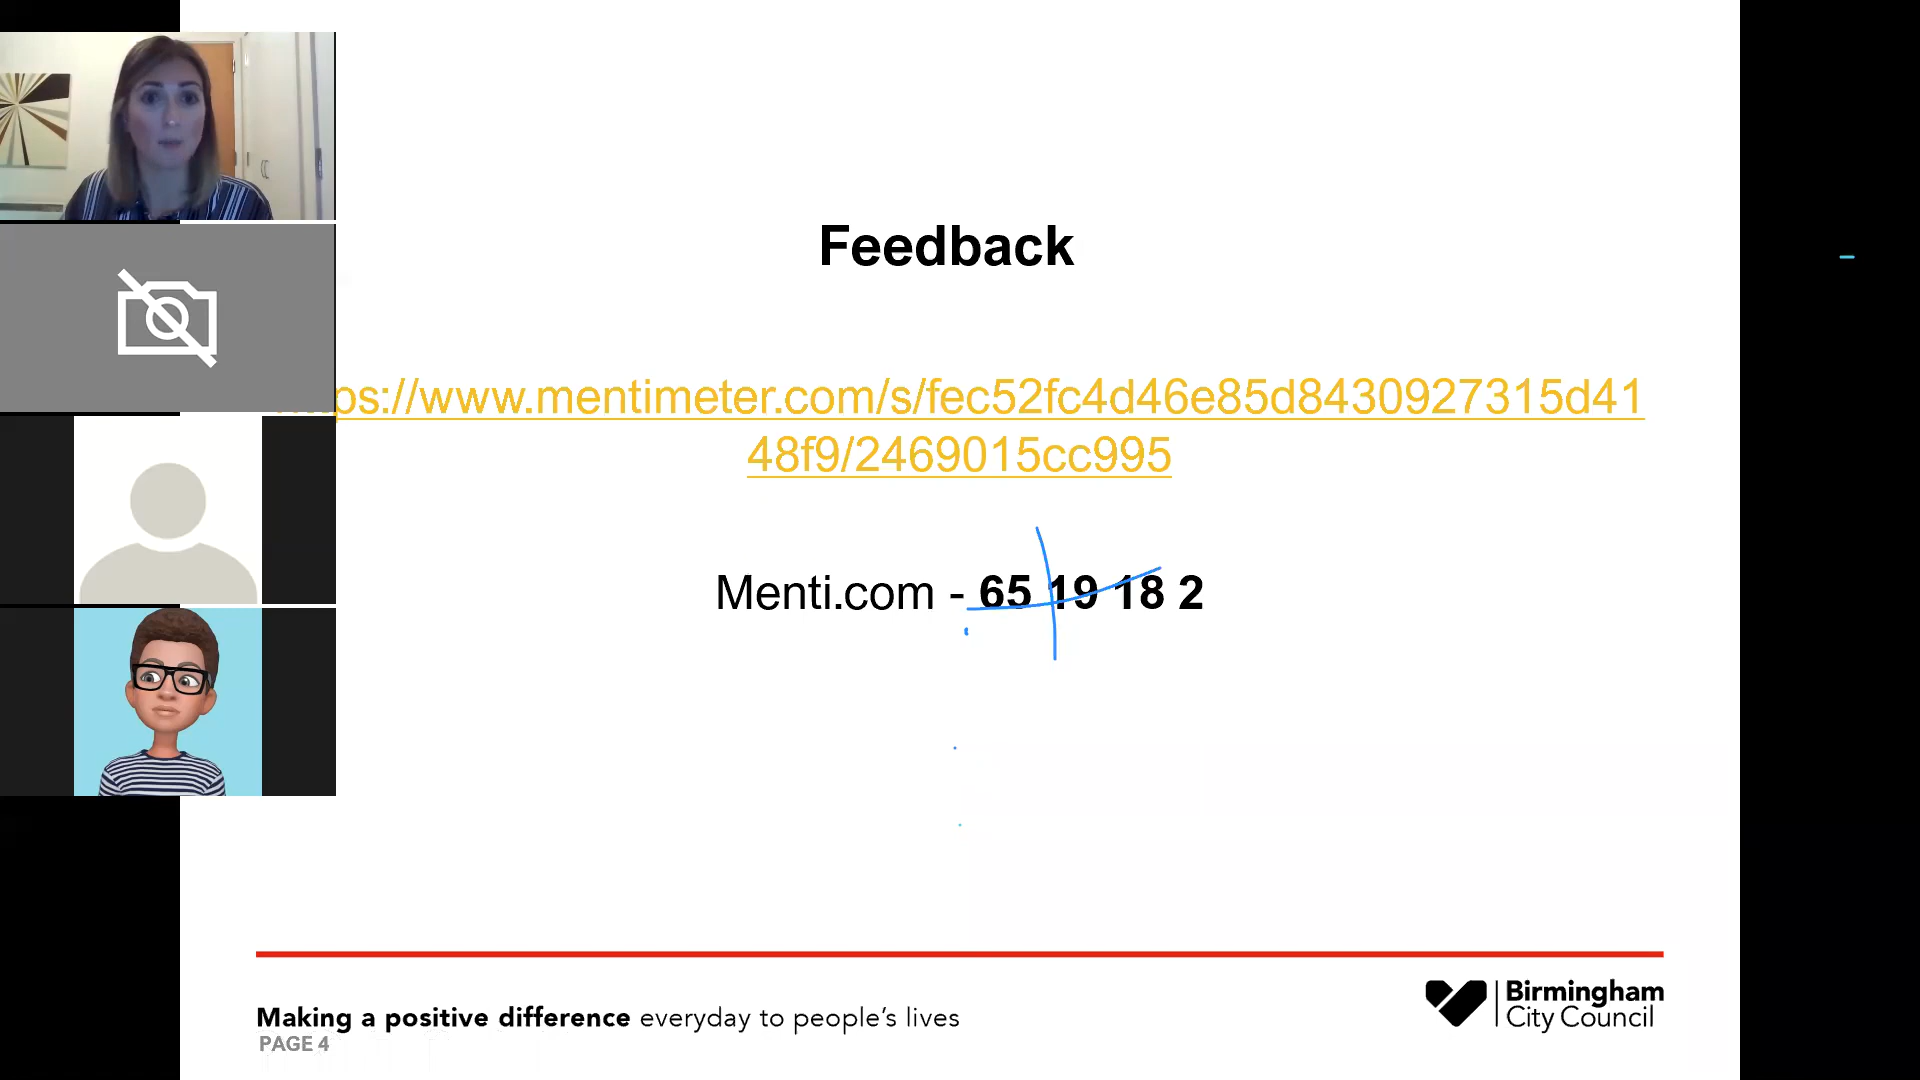 Feedback
ps://www.mentimeter.com/s/fec52fc4d46e85d8430927315d41
48f9/2469015cc995
Menti.com - 65 19 18 2
Making a positive difference everyday to people's lives
PAGE 4
Birmingham
City Council